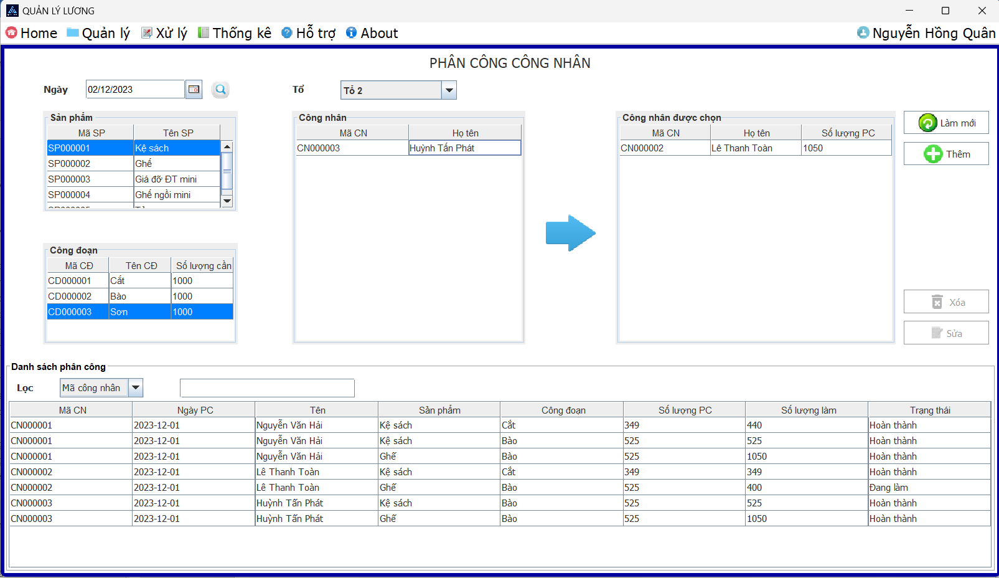 QUẢN LÝ LƯƠNG
Home Quản lý Xử lý Thống kê Hỗ trợ About Nguyễn Hồng Quân
PHÂN CÔNG CÔNG NHÂN
Ngày 02/12/2023 Tổ Tổ 2
Sản phẩm
Mã SP Tên SP
SP000001 Kệ sách
SP000002 Ghế
SP000003 Giá đỡ ĐT mini
SP000004 Ghế ngồi mini
Công đoạn
Mã CĐ Tên CĐ Số lượng cần
CD000001 Cắt 1000
CD000002 Bào 1000
CD000003 Sơn 1000
Công nhân
Mã CN Họ tên
CN000003 Huỳnh Tấn Phát
Công nhân được chọn
Mã CN Họ tên Số lượng PC
CN000002 Lê Thanh Toàn 1050
Làm mới
Thêm
Xóa
Sửa
Danh sách phân công
Lọc Mã công nhân
Mã CN Ngày PC Tên Sản phẩm Công đoạn Số lượng PC Số lượng làm Trạng thái
CN000001 2023-12-01 Nguyễn Văn Hải Kệ sách Cắt 349 440 Hoàn thành
CN000001 2023-12-01 Nguyễn Văn Hải Kệ sách Bào 525 525 Hoàn thành
CN000001 2023-12-01 Nguyễn Văn Hải Ghế Bào 525 1050 Hoàn thành
CN000002 2023-12-01 Lê Thanh Toàn Kệ sách Cắt 349 349 Hoàn thành
CN000002 2023-12-01 Lê Thanh Toàn Ghế Bào 525 400 Đang làm
CN000003 2023-12-01 Huỳnh Tấn Phát Kệ sách Bào 525 525 Hoàn thành
CN000003 2023-12-01 Huỳnh Tấn Phát Ghế Bào 525 1050 Hoàn thành